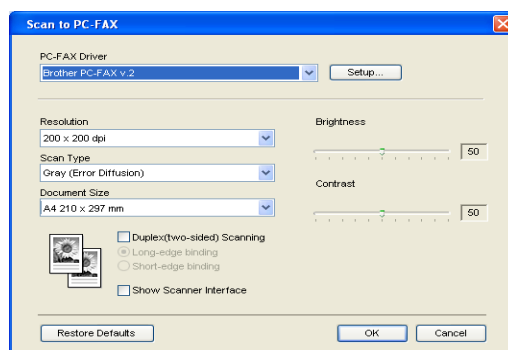 Scan to PC-FAX
PC-FAX Driver
Brother PC-FAX v.2
Setup...
Resolution
200 x 200 dpi
Scan Type
Gray (Error Diffusion)
Document Size
A4 210 x 297 mm
Brightness
50
Contrast
50
Duplex(two-sided) Scanning
Long-edge binding
Short-edge binding
Show Scanner Interface
Restore Defaults
OK
Cancel